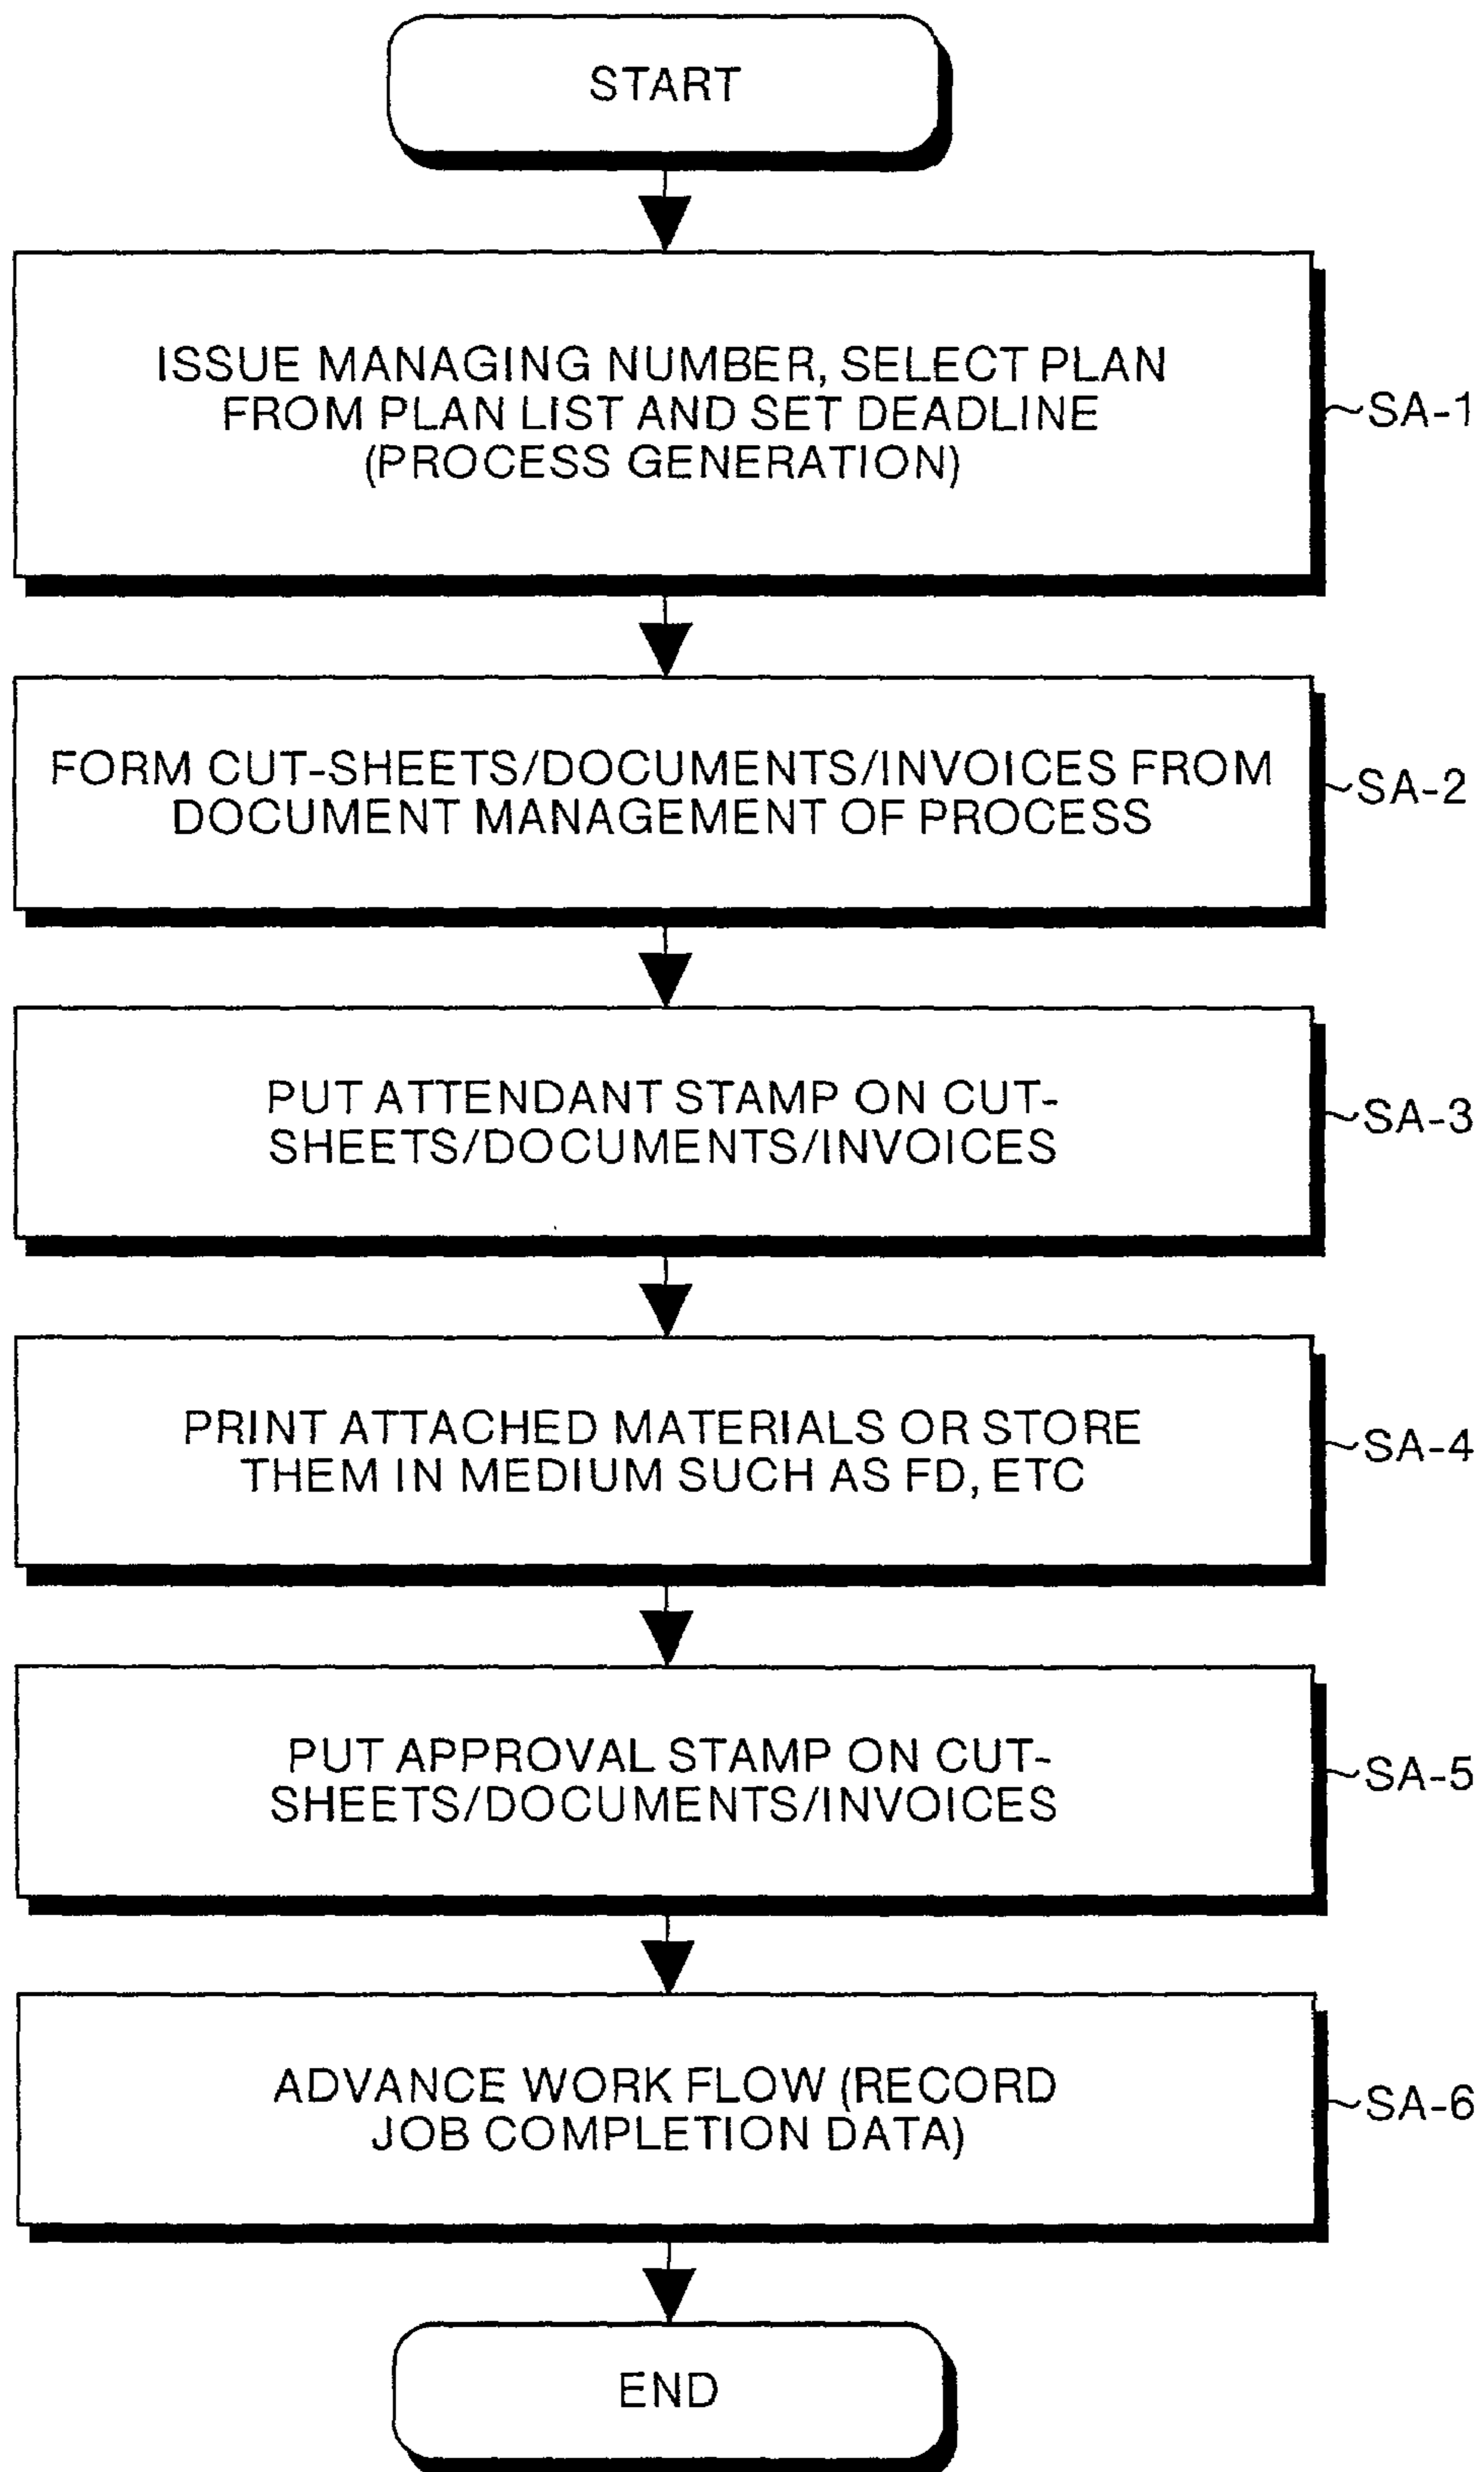 START
ISSUE MANAGING NUMBER, SELECT PLAN
FROM PLAN LIST AND SET DEADLINE
(PROCESS GENERATION)
SA-1
FORM CUT-SHEETS/DOCUMENTS/INVOICES FROM
DOCUMENT MANAGEMENT OF PROCESS
SA-2
PUT ATTENDANT STAMP ON CUT-
SHEETS/DOCUMENTS/INVOICES
SA-3
PRINT ATTACHED MATERIALS OR STORE
THEM IN MEDIUM SUCH AS FD, ETC
SA-4
PUT APPROVAL STAMP ON CUT-
SHEETS/DOCUMENTS/INVOICES
SA-5
ADVANCE WORK FLOW (RECORD
JOB COMPLETION DATA)
SA-6
END